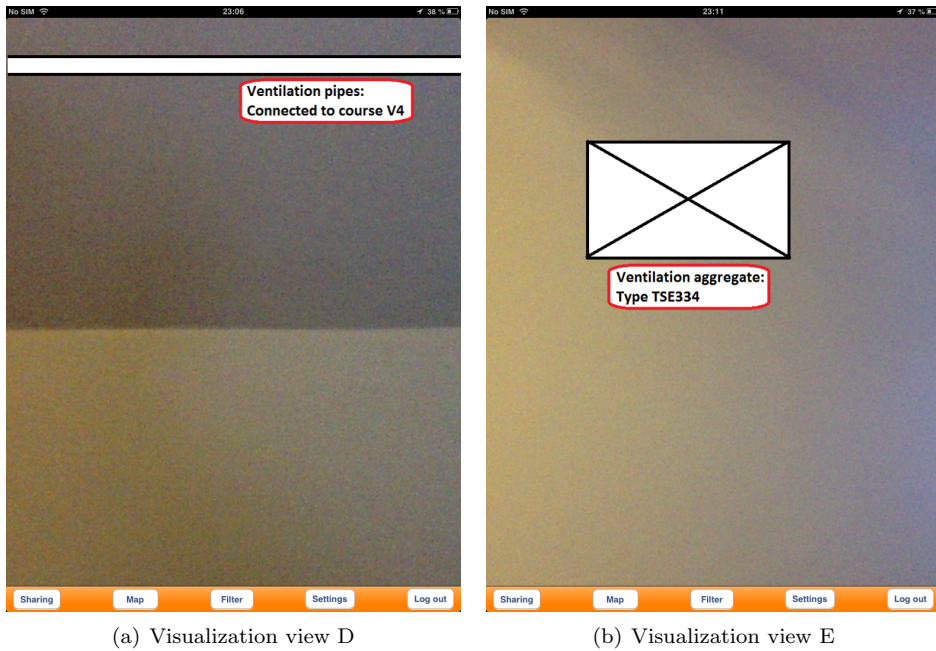 No SIM 23:06 38 %
Ventilation pipes:
Connected to course V4
Sharing Map Filter Settings Log out
(a) Visualization view D
No SIM 23:11 37 %
Ventilation aggregate:
Type TSE334
Sharing Map Filter Settings Log out
(b) Visualization view E